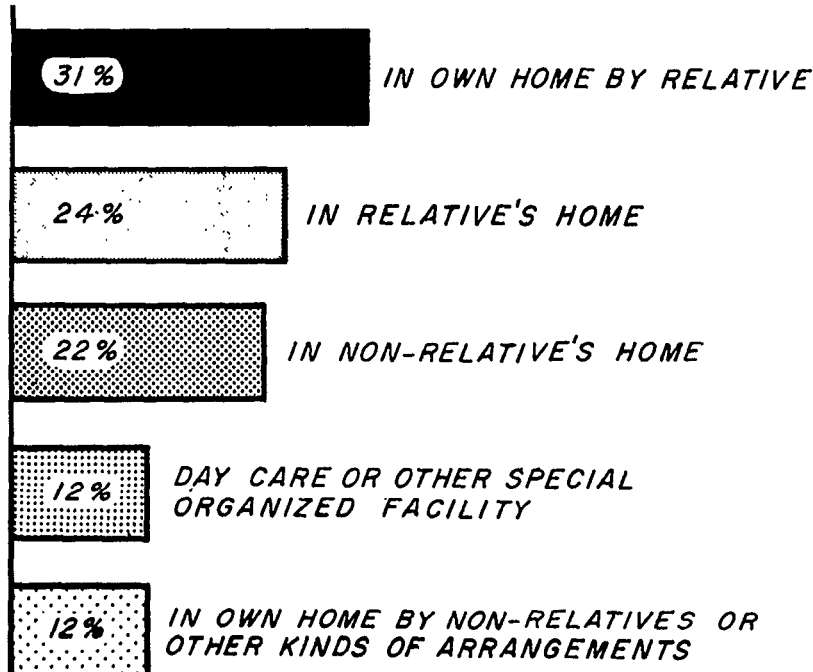 31% IN OWN HOME BY RELATIVE
24% IN RELATIVE'S HOME
22% IN NON-RELATIVE'S HOME
12% DAY CARE OR OTHER SPECIAL
ORGANIZED FACILITY
12% IN OWN HOME BY NON-RELATIVES OR
OTHER KINDS OF ARRANGEMENTS